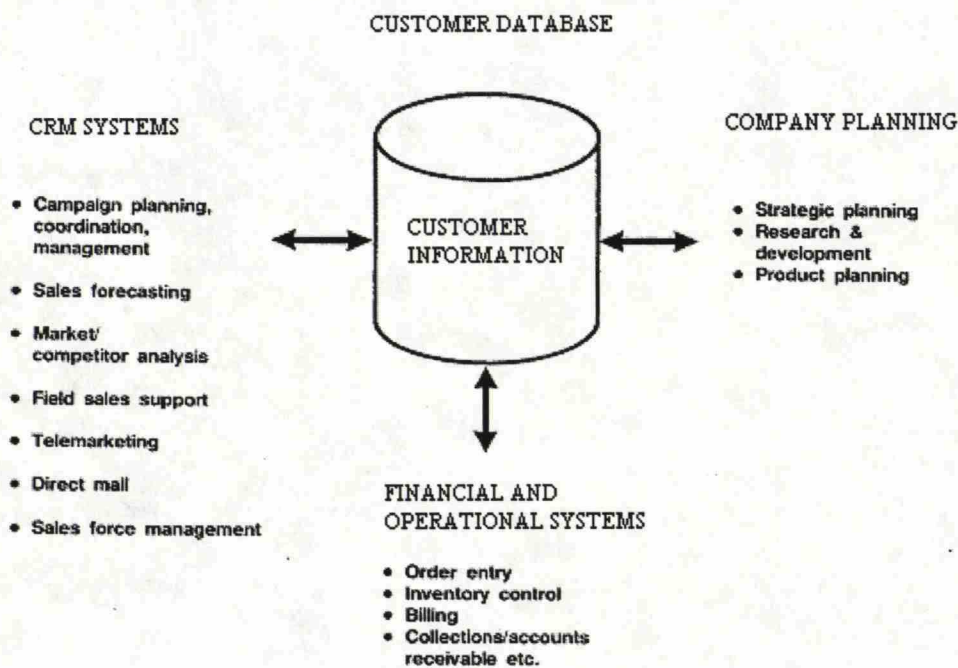 CUSTOMER DATABASE
CRM SYSTEMS
• Campaign planning,
coordination,
management
• Sales forecasting
• Market/
competitor analysis
• Field sales support
• Telemarketing
• Direct mail
• Sales force management
CUSTOMER
INFORMATION
COMPANY PLANNING
• Strategic planning
• Research &
development
• Product planning
FINANCIAL AND
OPERATIONAL SYSTEMS
• Order entry
• Inventory control
• Billing
• Collections/accounts
receivable etc.